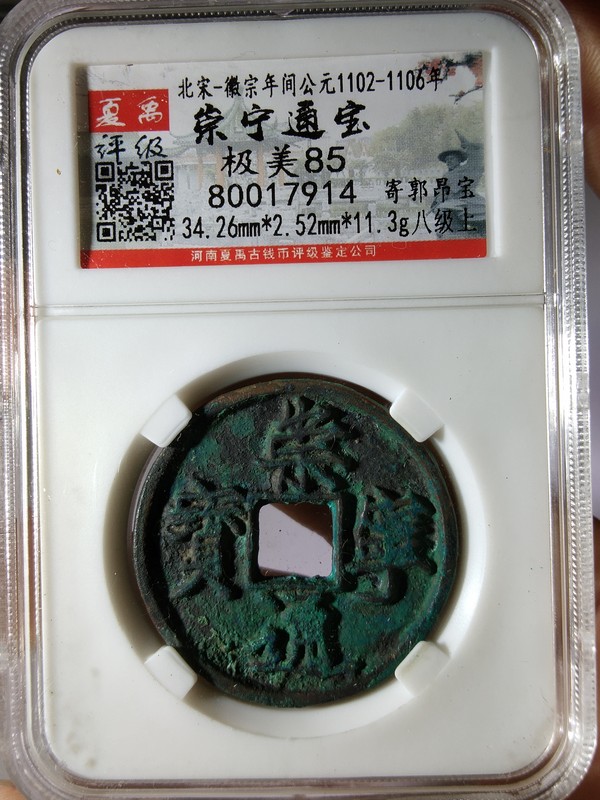 北宋-徽宗年间公元1102-1106年
夏禹
评级
崇宁通宝
极美85
80017914 寄郭昂宝
34.26mm*2.52mm*11.3g八级上
河南夏禹古钱币评级鉴定公司
崇寧通寳